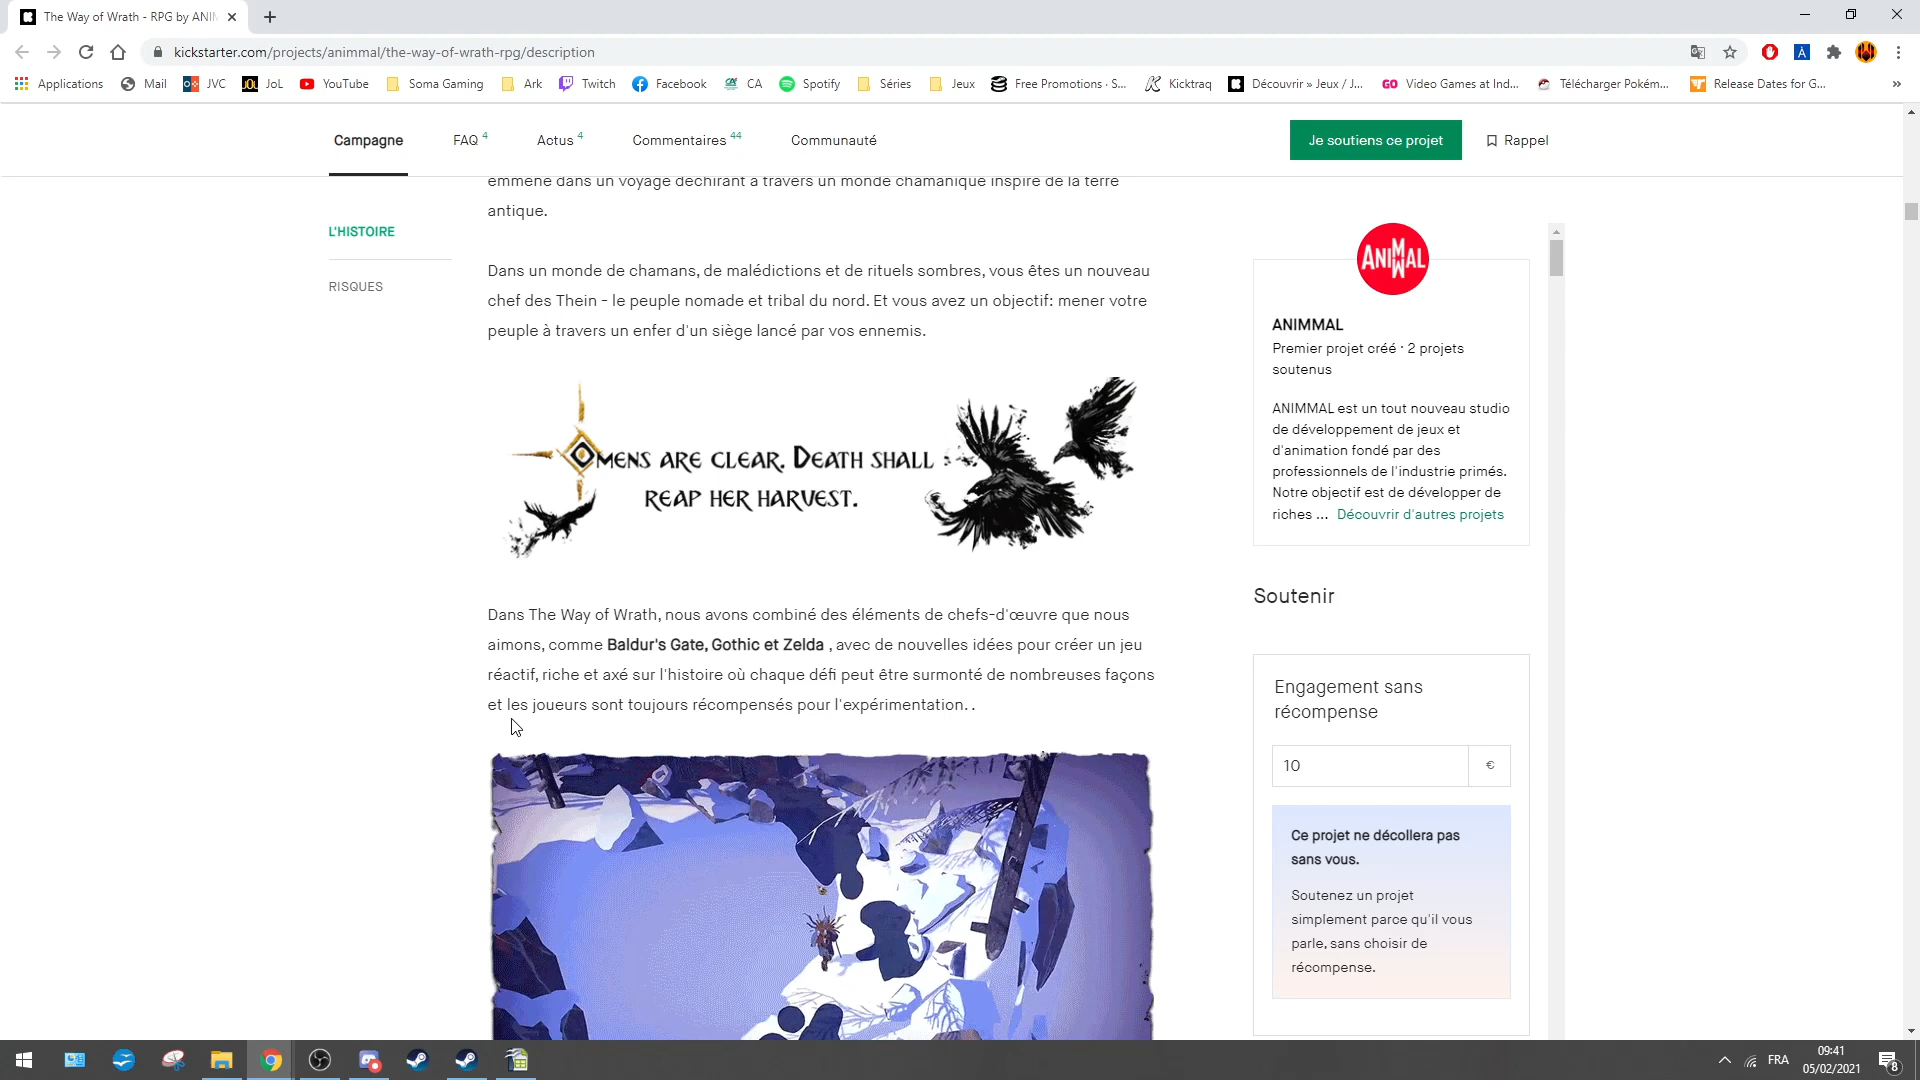 The Way of Wrath - RPG by ANIM
kickstarter.com/projects/animmal/the-way-of-wrath-rpg/description
Applications Mail JVC JoL YouTube Soma Gaming Ark Twitch Facebook CA Spotify Séries Jeux Free Promotions · S... Kicktraq Découvrir » Jeux / J... GO Video Games at Ind... Télécharger Pokém... Release Dates for G... »
Campagne FAQ 4 Actus 4 Commentaires 44 Communauté Je soutiens ce projet Rappel
emmène dans un voyage déchirant à travers un monde chamanique inspiré de la terre
antique.
L'HISTOIRE
RISQUES
Dans un monde de chamans, de malédictions et de rituels sombres, vous êtes un nouveau
chef des Thein - le peuple nomade et tribal du nord. Et vous avez un objectif: mener votre
peuple à travers un enfer d'un siège lancé par vos ennemis.
Omens are clear. Death shall
reap her harvest.
Dans The Way of Wrath, nous avons combiné des éléments de chefs-d'œuvre que nous
aimons, comme Baldur's Gate, Gothic et Zelda , avec de nouvelles idées pour créer un jeu
réactif, riche et axé sur l'histoire où chaque défi peut être surmonté de nombreuses façons
et les joueurs sont toujours récompensés pour l'expérimentation. .
ANIMMAL
ANIMMAL
Premier projet créé · 2 projets
soutenus
ANIMMAL est un tout nouveau studio
de développement de jeux et
d'animation fondé par des
professionnels de l'industrie primés.
Notre objectif est de développer de
riches ... Découvrir d'autres projets
Soutenir
Engagement sans
récompense
10 €
Ce projet ne décollera pas
sans vous.
Soutenez un projet
simplement parce qu'il vous
parle, sans choisir de
récompense.
FRA
09:41
05/02/2021
8